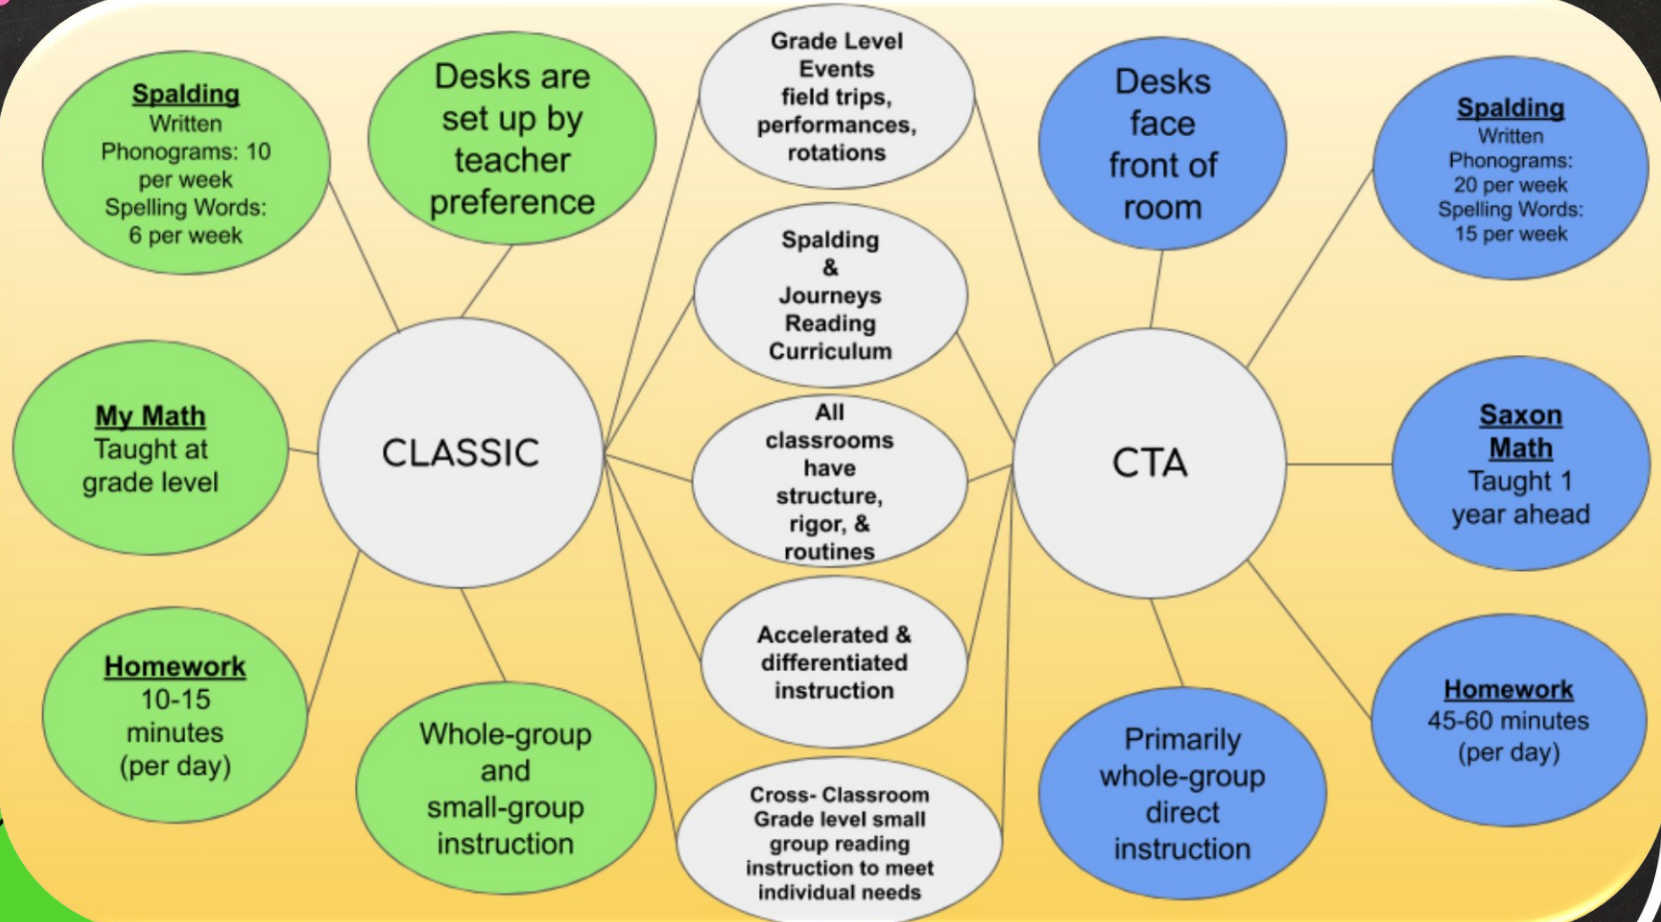 Spalding
Written
Phonograms: 10
per week
Spelling Words:
6 per week
Desks are
set up by
teacher
preference
Grade Level
Events
field trips,
performances,
rotations
Desks
face
front of
room
Spalding
Written
Phonograms:
20 per week
Spelling Words:
15 per week
Spalding
&
Journeys
Reading
Curriculum
My Math
Taught at
grade level
CLASSIC
All
classrooms
have
structure,
rigor, &
routines
CTA
Saxon
Math
Taught 1
year ahead
Homework
10-15
minutes
(per day)
Whole-group
and
small-group
instruction
Accelerated &
differentiated
instruction
Cross- Classroom
Grade level small
group reading
instruction to meet
individual needs
Primarily
whole-group
direct
instruction
Homework
45-60 minutes
(per day)